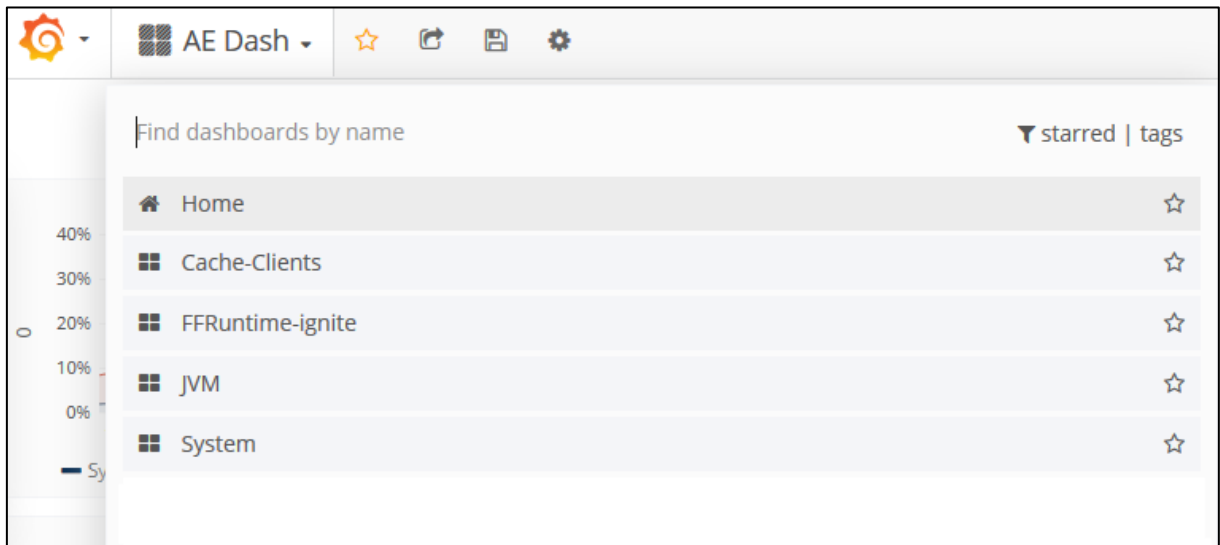 AE Dash
Find dashboards by name
starred | tags
Home
Cache-Clients
FFRuntime-ignite
JVM
System
40%
30%
20%
10%
0%
0
Sy